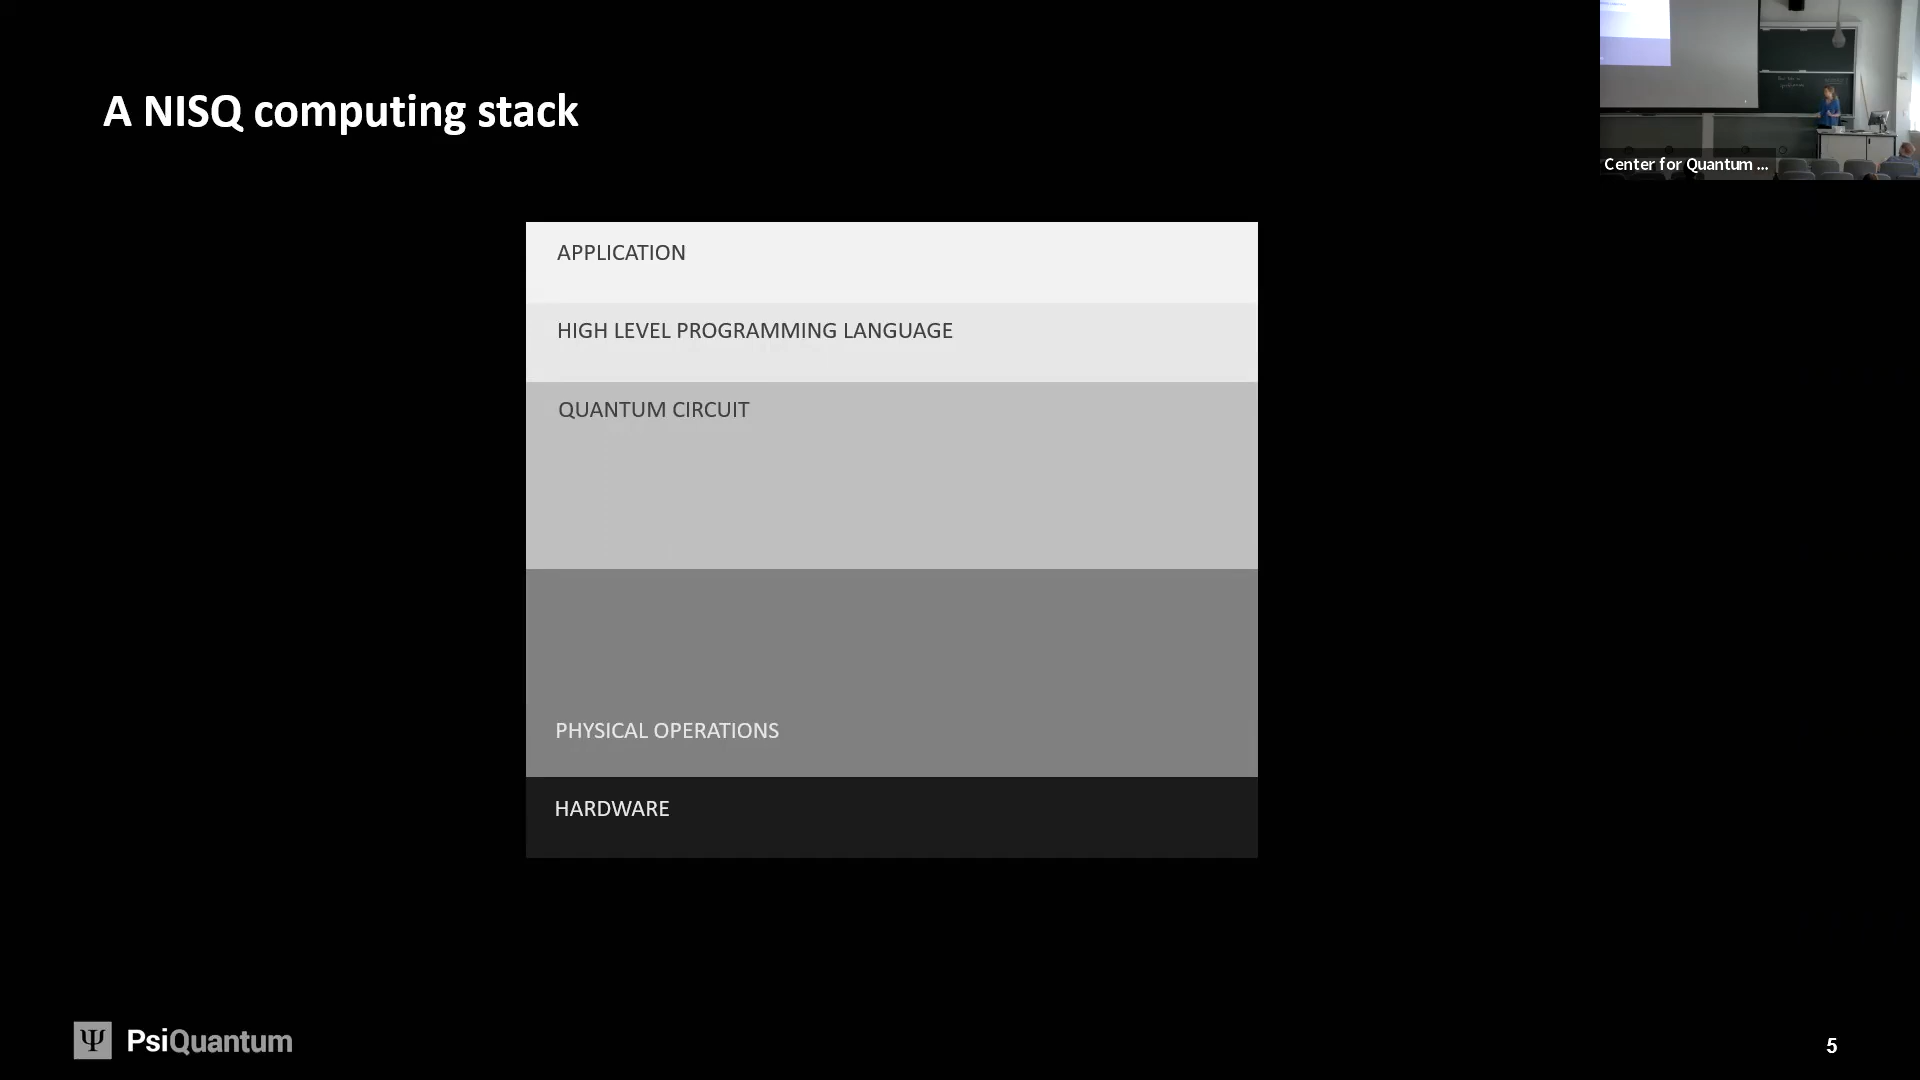 A NISQ computing stack
Center for Quantum ...
APPLICATION
HIGH LEVEL PROGRAMMING LANGUAGE
QUANTUM CIRCUIT
PHYSICAL OPERATIONS
HARDWARE
Ψ PsiQuantum
5